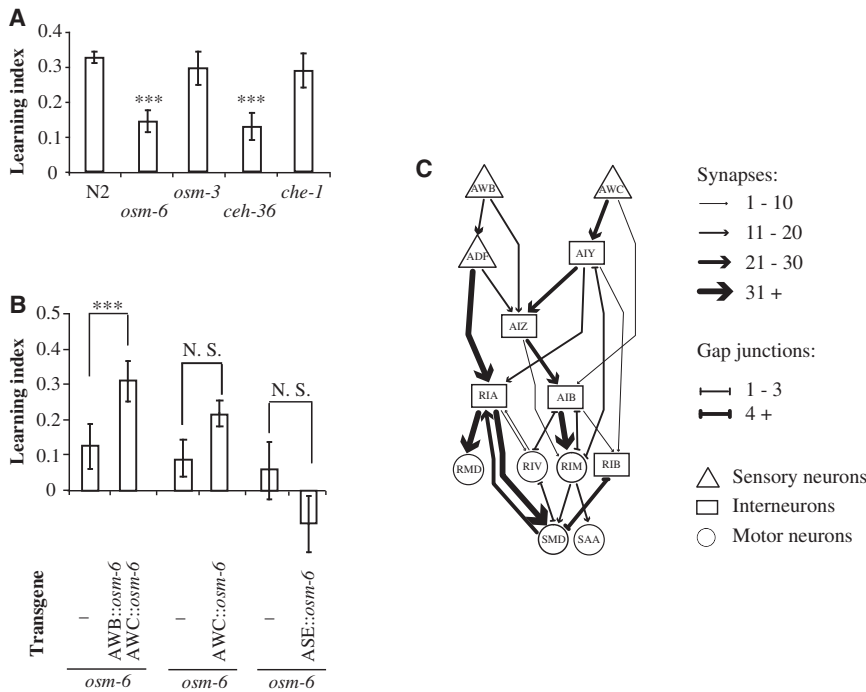 A
Learning index
0.4
0.3
0.2
0.1
0
***
***
N2
osm-6
osm-3
ceh-36
che-1
B
Learning index
0.5
0.4
0.3
0.2
0.1
0
-0.1
-0.2
***
N. S.
N. S.
Transgene
–
AWB::osm-6
AWC::osm-6
–
AWC::osm-6
–
ASE::osm-6
osm-6
osm-6
osm-6
C
AWB
AWC
ADF
AIY
AIZ
RIA
AIB
RMD
RIV
RIM
RIB
SMD
SAA
Synapses:
1 - 10
11 - 20
21 - 30
31 +
Gap junctions:
1 - 3
4 +
Sensory neurons
Interneurons
Motor neurons